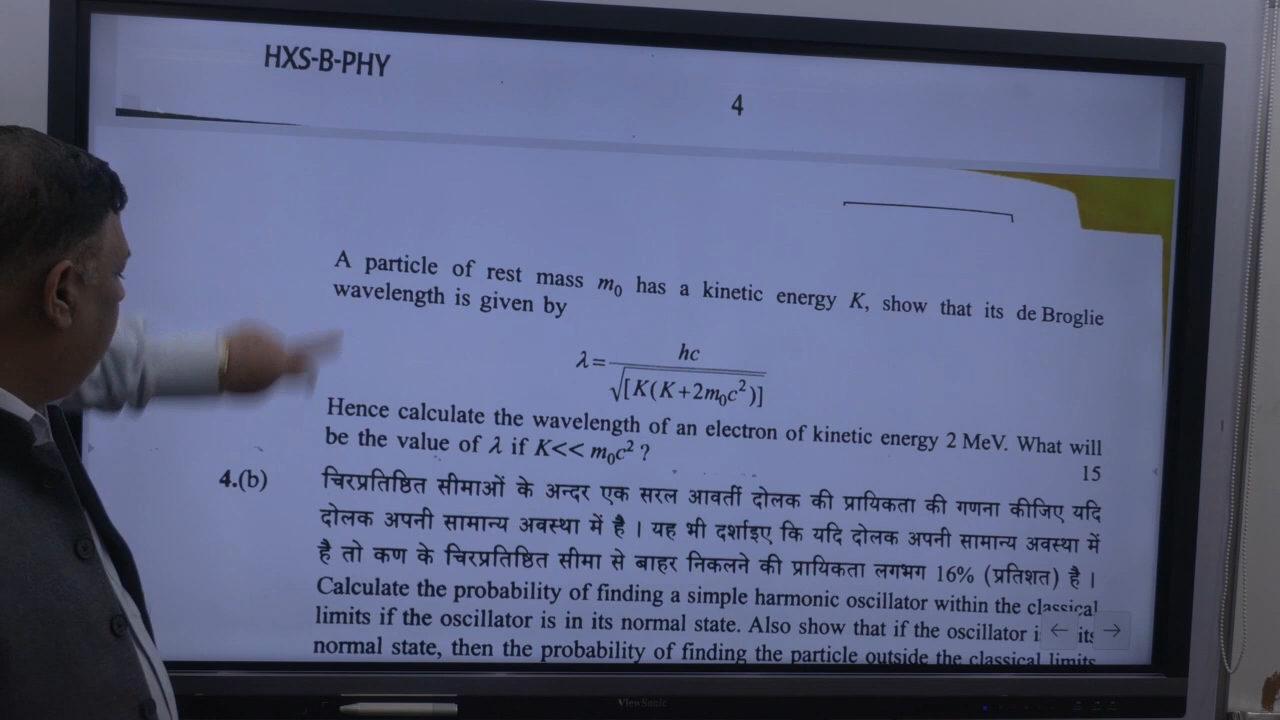 HXS-B-PHY
4
A particle of rest mass m₀ has a kinetic energy K, show that its de Broglie
wavelength is given by
λ = hc / √[K(K+2m₀c²)]
Hence calculate the wavelength of an electron of kinetic energy 2 MeV. What will
be the value of λ if K<< m₀c² ?
15
4.(b) चिरप्रतिष्ठित सीमाओं के अन्दर एक सरल आवर्ती दोलक की प्रायिकता की गणना कीजिए यदि
दोलक अपनी सामान्य अवस्था में है । यह भी दर्शाइए कि यदि दोलक अपनी सामान्य अवस्था में
है तो कण के चिरप्रतिष्ठित सीमा से बाहर निकलने की प्रायिकता लगभग 16% (प्रतिशत) है ।
Calculate the probability of finding a simple harmonic oscillator within the classical
limits if the oscillator is in its normal state. Also show that if the oscillator its
normal state, then the probability of finding the particle outside the classical limits
ViewSonic